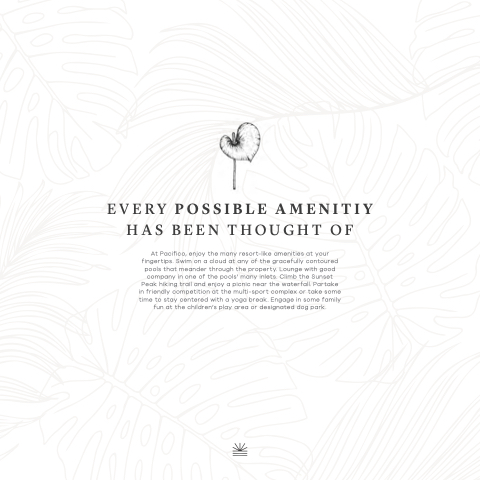 EVERY POSSIBLE AMENITIY
HAS BEEN THOUGHT OF
At Pacifico, enjoy the many resort-like amenities at your
fingertips. Swim on a cloud at any of the gracefully contoured
pools that meander through the property. Lounge with good
company in one of the pools' many inlets. Climb the Sunset
Peak hiking trail and enjoy a picnic near the waterfall. Partake
in friendly competition at the multi-sport complex or take some
time to stay centered with a yoga break. Engage in some family
fun at the children's play area or designated dog park.